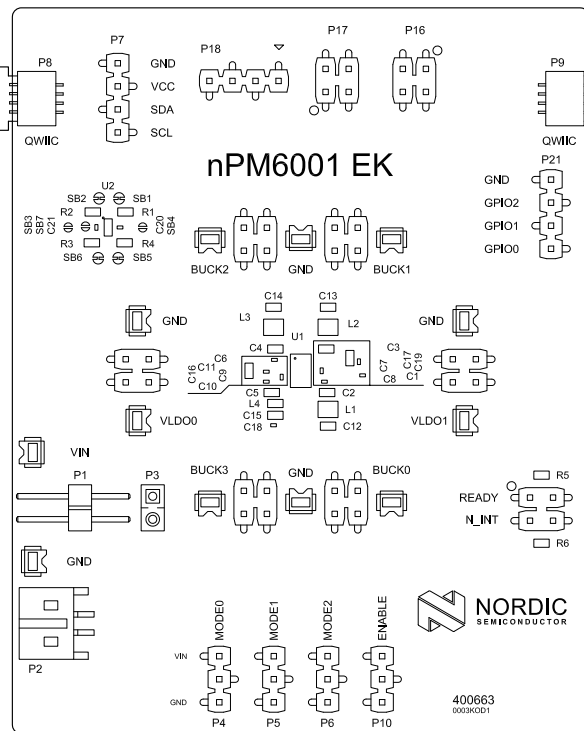 P7
P18
P17
P16
P8
P9
GND
VCC
SDA
SCL
QWIIC
QWIIC
nPM6001 EK
P21
GND
GPIO2
GPIO1
GPIO0
U2
SB2
SB1
R2
R1
SB3
SB7
C21
C20
SB4
R3
R4
SB6
SB5
BUCK2
GND
BUCK1
C14
C13
GND
L3
U1
L2
GND
C4
C16
C11
C6
C9
C10
C3
C7
C17
C19
C8
C1
C5
C2
L4
L1
C15
C18
C12
VLDO0
VLDO1
VIN
P1
P3
BUCK3
GND
BUCK0
R5
READY
N_INT
R6
GND
P2
MODE0
MODE1
MODE2
ENABLE
NORDIC
SEMICONDUCTOR
VIN
GND
P4
P5
P6
P10
400663
0003KOD1